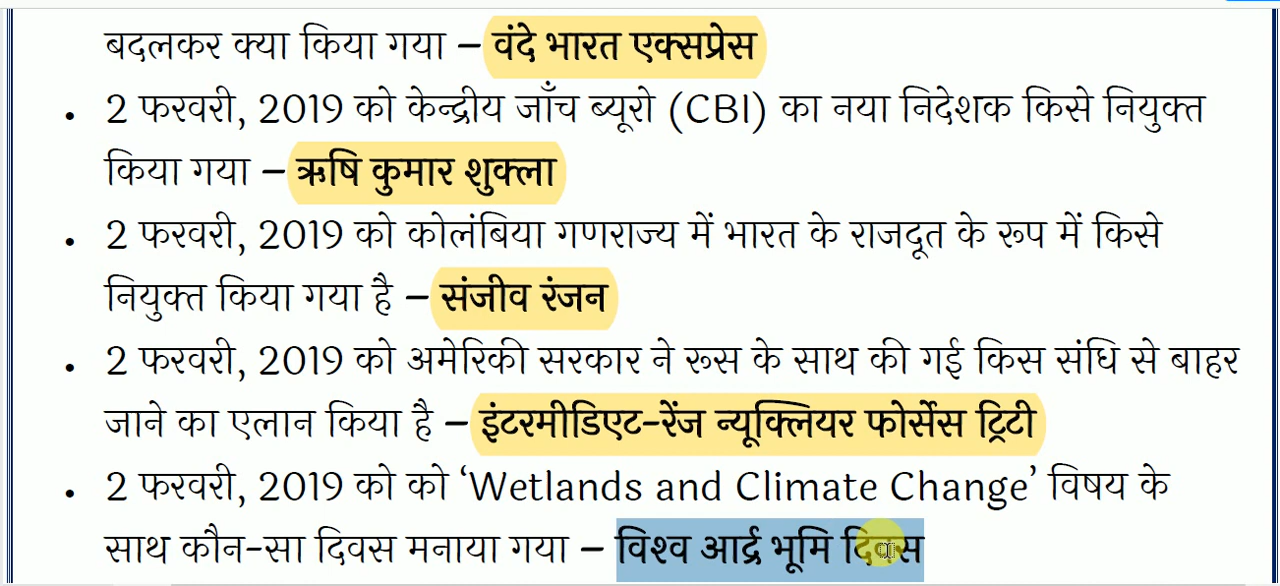 बदलकर क्या किया गया – वंदे भारत एक्सप्रेस
• 2 फरवरी, 2019 को केन्द्रीय जाँच ब्यूरो (CBI) का नया निदेशक किसे नियुक्त
किया गया – ऋषि कुमार शुक्ला
• 2 फरवरी, 2019 को कोलंबिया गणराज्य में भारत के राजदूत के रूप में किसे
नियुक्त किया गया है – संजीव रंजन
• 2 फरवरी, 2019 को अमेरिकी सरकार ने रूस के साथ की गई किस संधि से बाहर
जाने का एलान किया है – इंटरमीडिएट-रेंज न्यूक्लियर फोर्सेस ट्रिटी
• 2 फरवरी, 2019 को को ‘Wetlands and Climate Change’ विषय के
साथ कौन-सा दिवस मनाया गया – विश्व आर्द्र भूमि दिवस